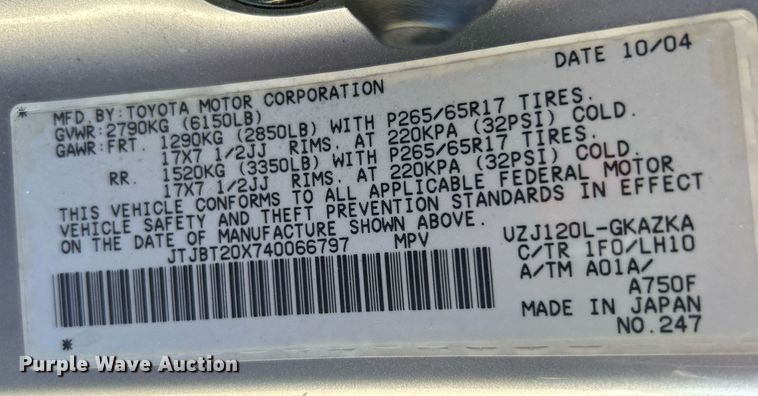 DATE 10/04
MFD.BY:TOYOTA MOTOR CORPORATION
GVWR:2790KG (6150LB)
GAWR:FRT. 1290KG (2850LB) WITH P265/65R17 TIRES.
17X7 1/2JJ RIMS. AT 220KPA (32PSI) COLD.
RR. 1520KG (3350LB) WITH P265/65R17 TIRES.
17X7 1/2JJ RIMS. AT 220KPA (32PSI) COLD.
THIS VEHICLE CONFORMS TO ALL APPLICABLE FEDERAL MOTOR
VEHICLE SAFETY AND THEFT PREVENTION STANDARDS IN EFFECT
ON THE DATE OF MANUFACTURE SHOWN ABOVE.
*JTJBT20X740066797* MPV
UZJ120L-GKAZKA
C/TR 1F0/LH10
A/TM A01A/
A750F
MADE IN JAPAN
NO.247
Purple Wave Auction